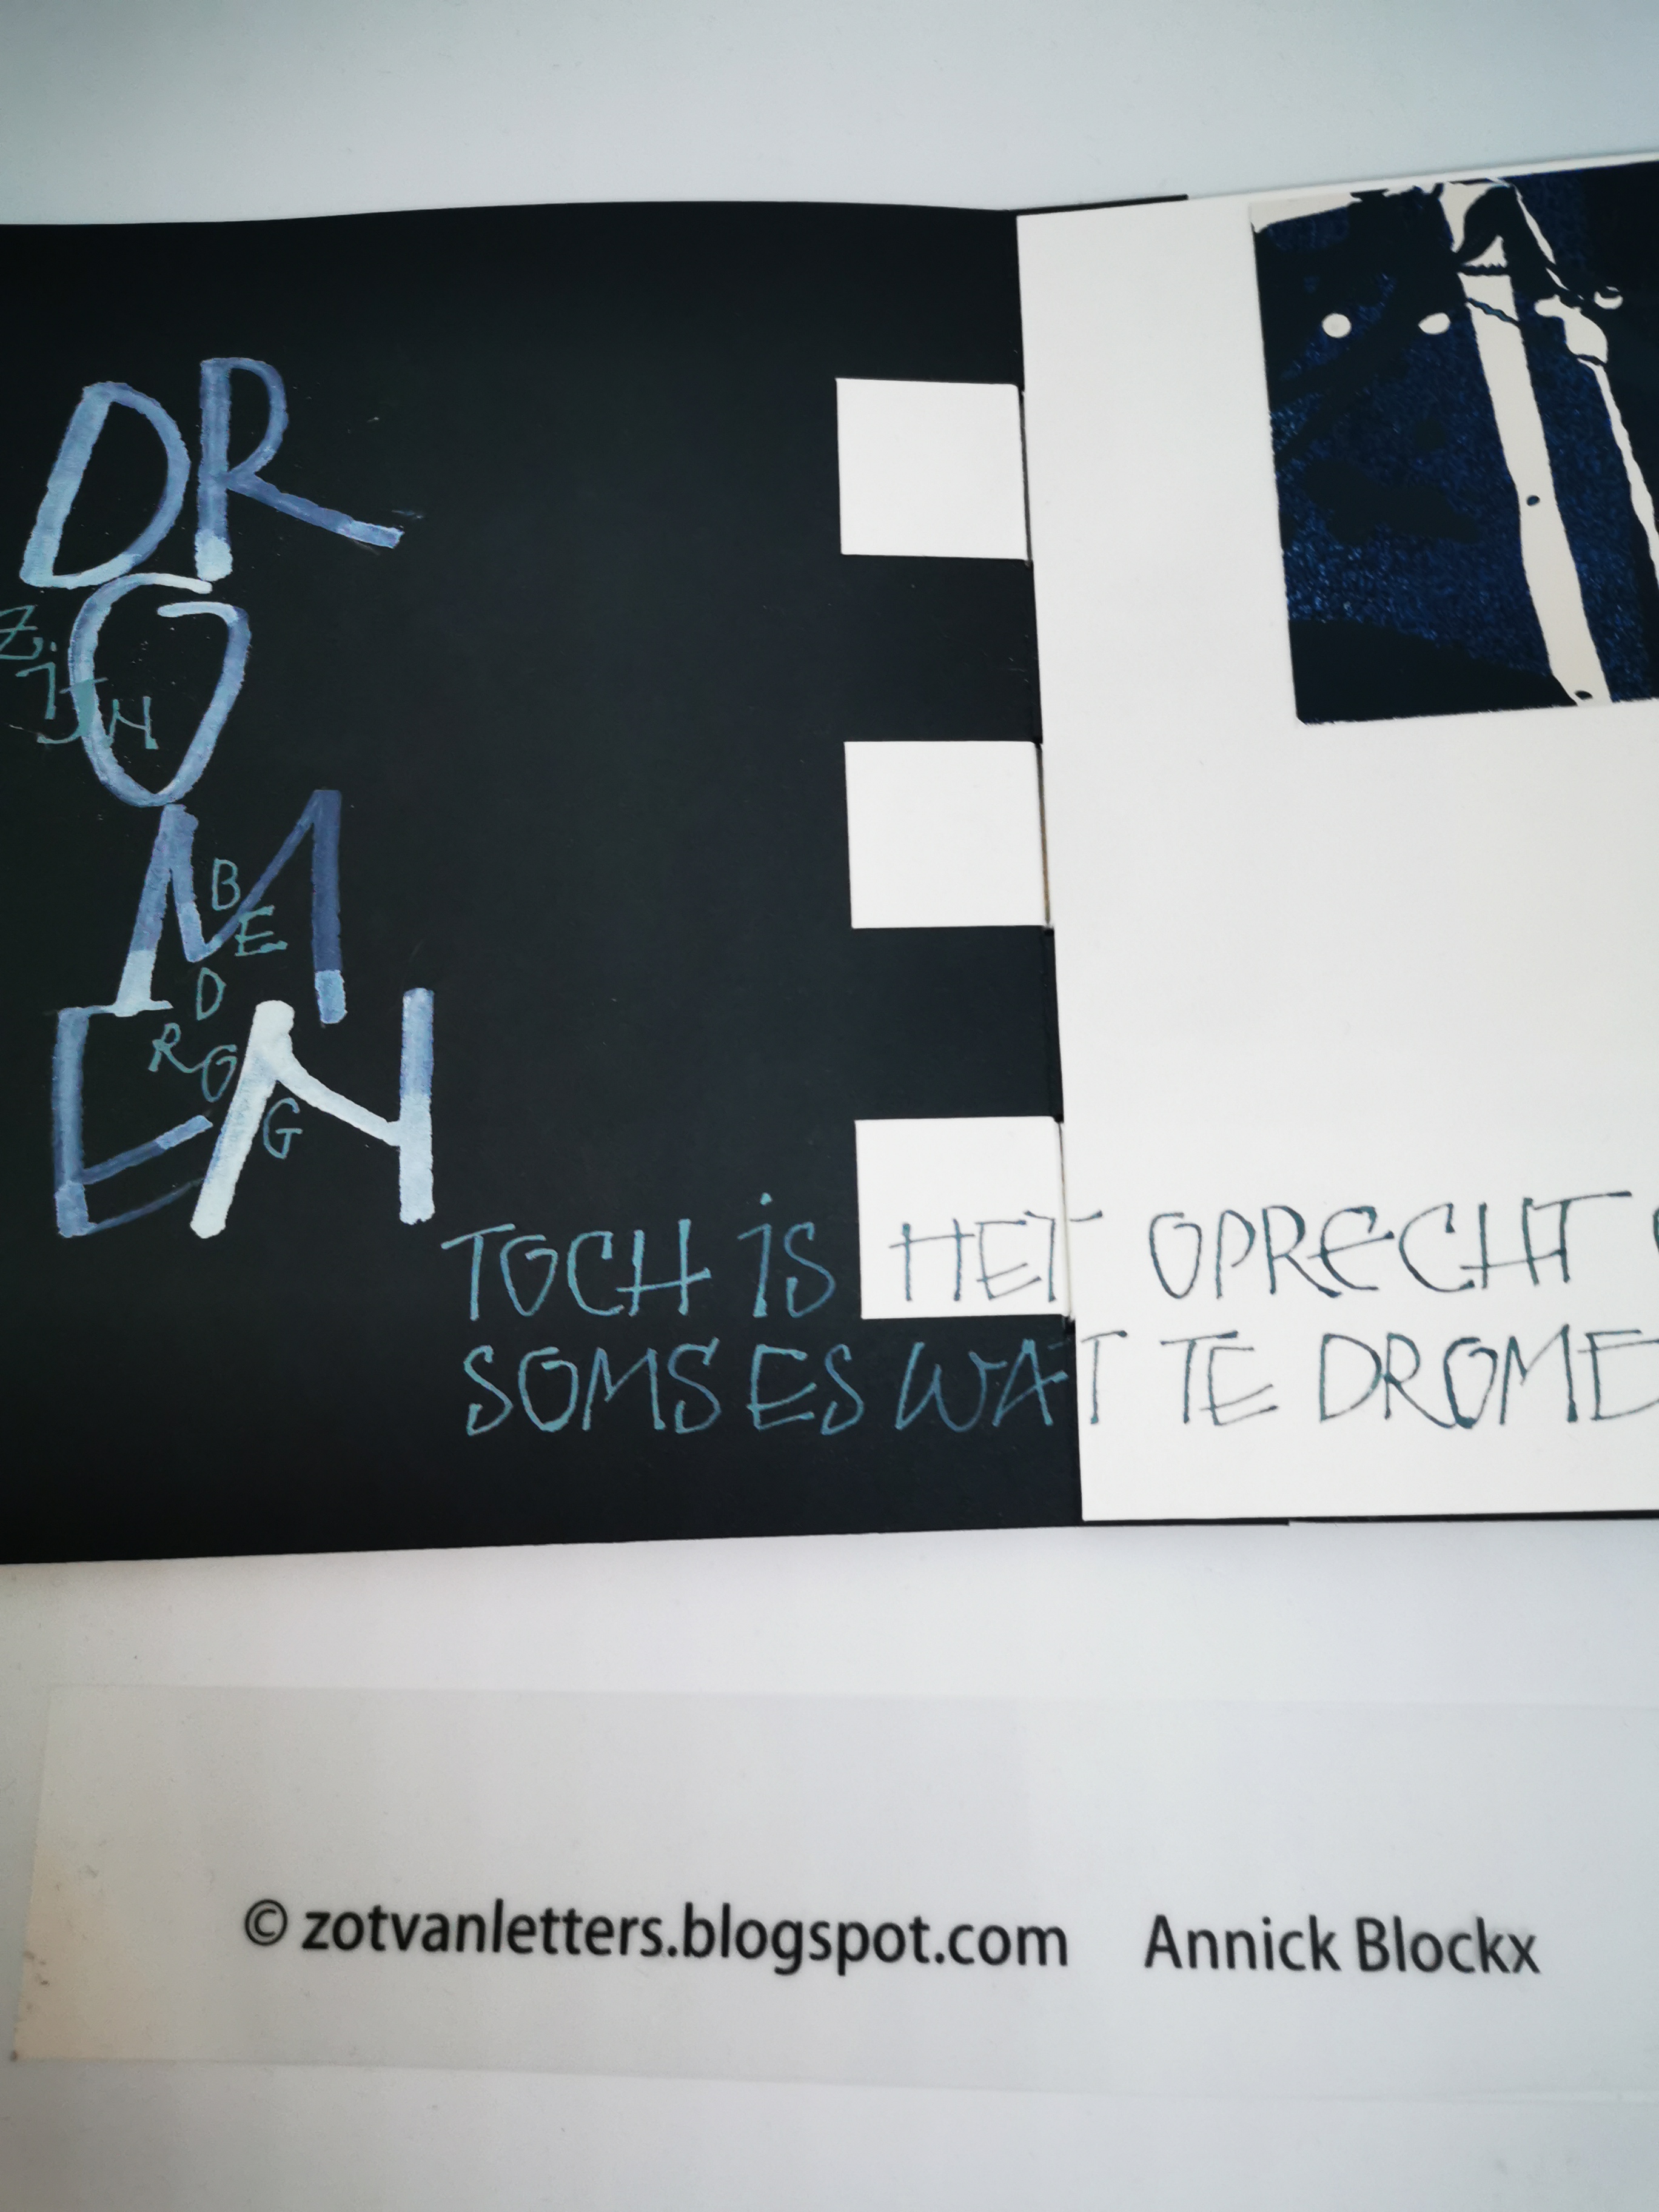 DR
O
ZIJN
M
BEDROG
EN
TOCH IS HET OPRECHT
SOMS ES WAT TE DROME
© zotvanletters.blogspot.com Annick Blockx